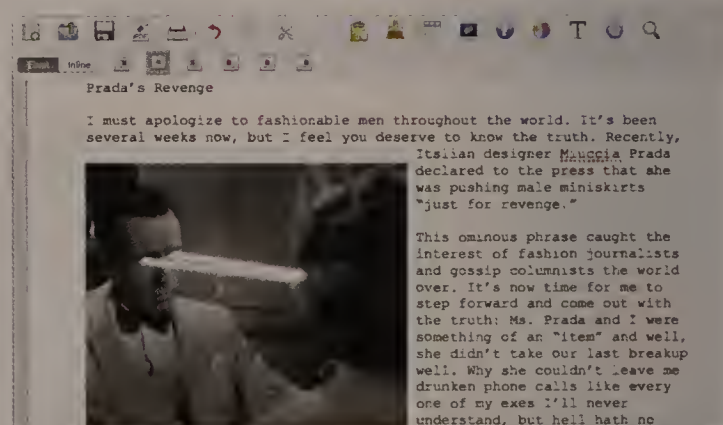 Float Inline
Prada's Revenge
I must apologize to fashionable men throughout the world. It's been
several weeks now, but I feel you deserve to know the truth. Recently,
Italian designer Miuccia Prada
declared to the press that she
was pushing male miniskirts
"just for revenge."
This ominous phrase caught the
interest of fashion journalists
and gossip columnists the world
over. It's now time for me to
step forward and come out with
the truth: Ms. Prada and I were
something of an "item" and well,
she didn't take our last breakup
well. Why she couldn't leave me
drunken phone calls like every
one of my exes I'll never
understand, but hell hath no